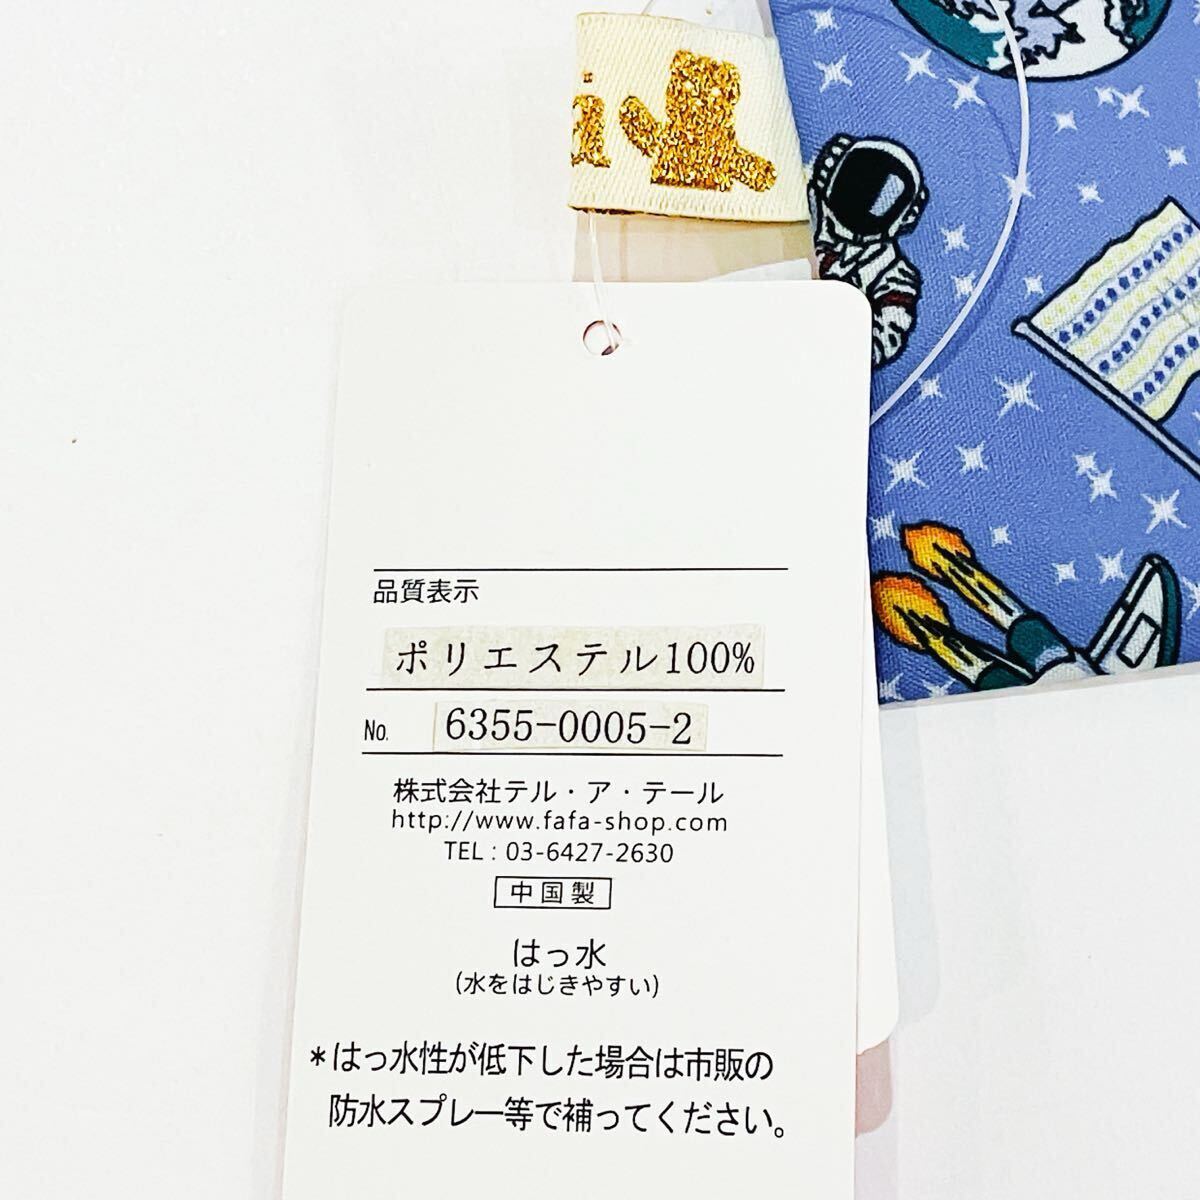 品質表示
ポリエステル100%
No. 6355-0005-2
株式会社テル・ア・テール
http://www.fafa-shop.com
TEL : 03-6427-2630
中国製
はっ水
(水をはじきやすい)
*はっ水性が低下した場合は市販の
防水スプレー等で補ってください。